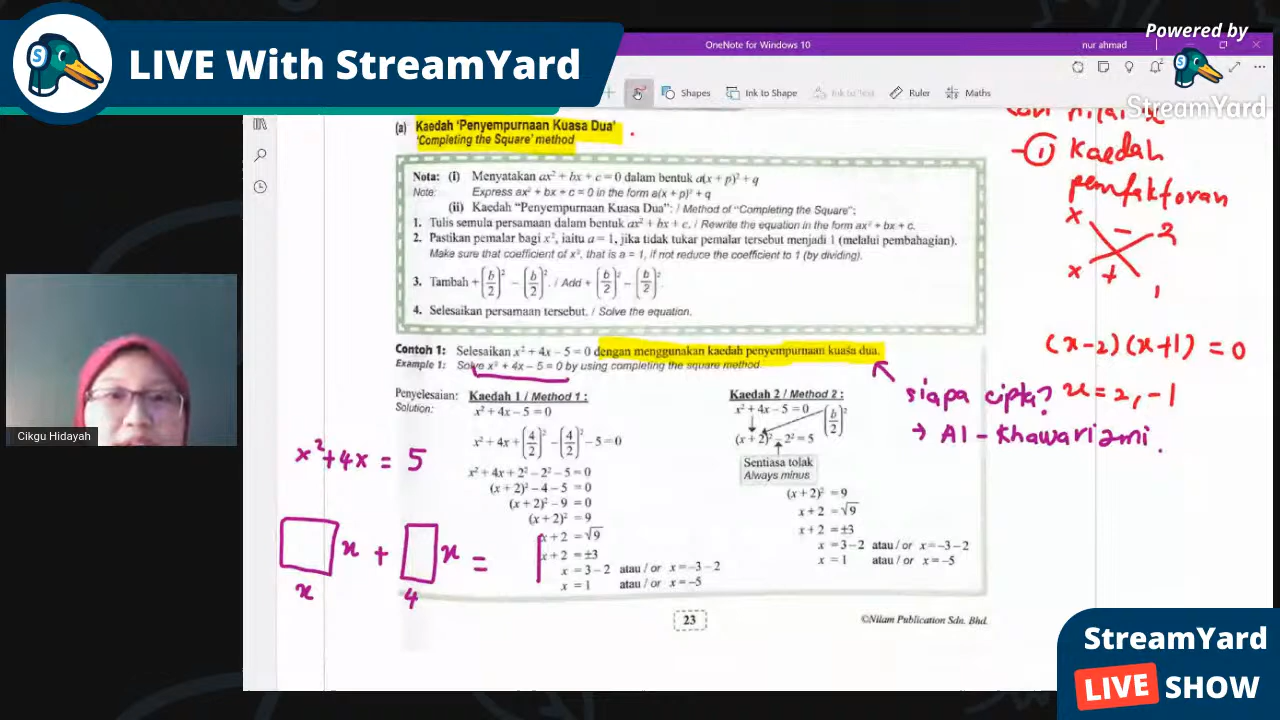 LIVE With StreamYard
S
Powered by
StreamYard
OneNote for Windows 10
nur ahmad
Shapes
Ink to Shape
Ink to Text
Ruler
Maths
(a) Kaedah 'Penyempurnaan Kuasa Dua'
'Completing the Square' method
Nota: (i) Menyatakan ax² + bx + c = 0 dalam bentuk a(x + p)² + q
Note: Express ax² + bx + c = 0 in the form a(x + p)² + q
(ii) Kaedah "Penyempurnaan Kuasa Dua": / Method of "Completing the Square":
1. Tulis semula persamaan dalam bentuk ax² + bx + c. / Rewrite the equation in the form ax² + bx + c.
2. Pastikan pemalar bagi x², iaitu a = 1, jika tidak tukar pemalar tersebut menjadi 1 (melalui pembahagian).
Make sure that coefficient of x², that is a = 1, if not reduce the coefficient to 1 (by dividing).
3. Tambah +(b/2)² − (b/2)². / Add +(b/2)² − (b/2)².
4. Selesaikan persamaan tersebut. / Solve the equation.
Contoh 1: Selesaikan x² + 4x − 5 = 0 dengan menggunakan kaedah penyempurnaan kuasa dua.
Example 1: Solve x² + 4x − 5 = 0 by using completing the square method.
Penyelesaian:
Solution:
Kaedah 1 / Method 1 :
x² + 4x − 5 = 0
x² + 4x + (4/2)² − (4/2)² − 5 = 0
x² + 4x + 2² − 2² − 5 = 0
(x + 2)² − 4 − 5 = 0
(x + 2)² − 9 = 0
(x + 2)² = 9
x + 2 = √9
x + 2 = ±3
x = 3 − 2 atau / or x = −3 − 2
x = 1 atau / or x = −5
Kaedah 2 / Method 2 :
x² + 4x − 5 = 0
(b/2)²
(x + 2)² − 2² = 5
Sentiasa tolak
Always minus
(x + 2)² = 9
x + 2 = √9
x + 2 = ±3
x = 3 − 2 atau / or x = −3 − 2
x = 1 atau / or x = −5
23
©Nilam Publication Sdn. Bhd.
① Kaedah
pemfaktoran
x − 2
x + 1
(x−2)(x+1) = 0
x = 2, −1
siapa cipta?
→ Al-Khawarizmi.
x² + 4x = 5
x + x =
x 4
Cikgu Hidayah
StreamYard
LIVE SHOW